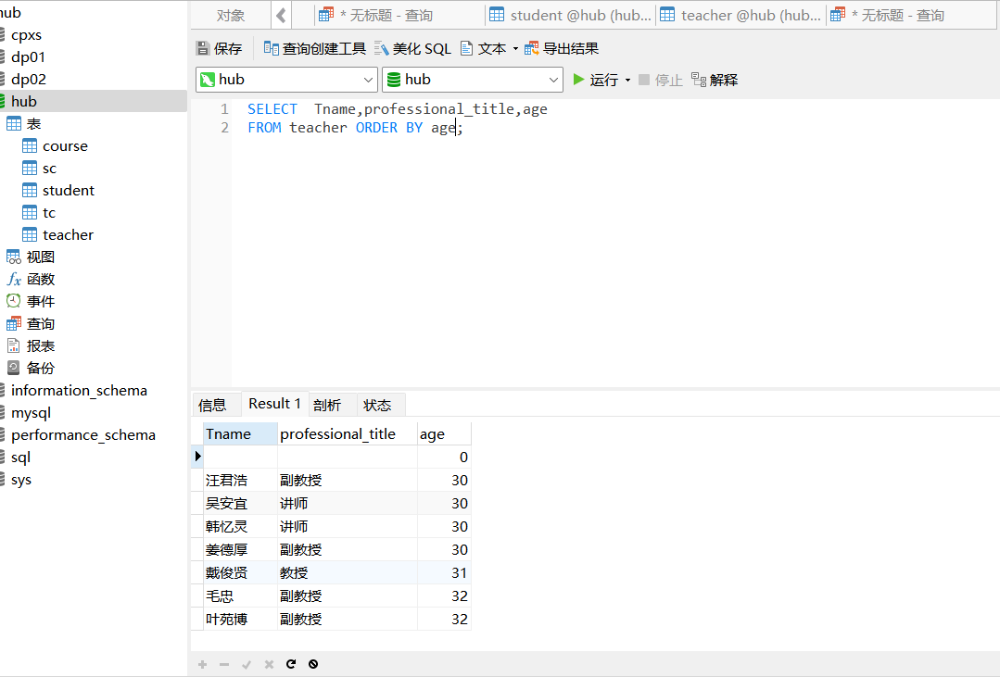 hub
cpxs
dp01
dp02
hub
表
course
sc
student
tc
teacher
视图
函数
事件
查询
报表
备份
information_schema
mysql
performance_schema
sql
sys
对象
* 无标题 - 查询
student @hub (hub...
teacher @hub (hub...
* 无标题 - 查询
保存 查询创建工具 美化 SQL 文本 导出结果
hub hub 运行 停止 解释
1 SELECT  Tname,professional_title,age
2 FROM teacher ORDER BY age;
信息 Result 1 剖析 状态
Tname professional_title age
0
汪君浩 副教授 30
吴安宜 讲师 30
韩忆灵 讲师 30
姜德厚 副教授 30
戴俊贤 教授 31
毛忠 副教授 32
叶苑博 副教授 32